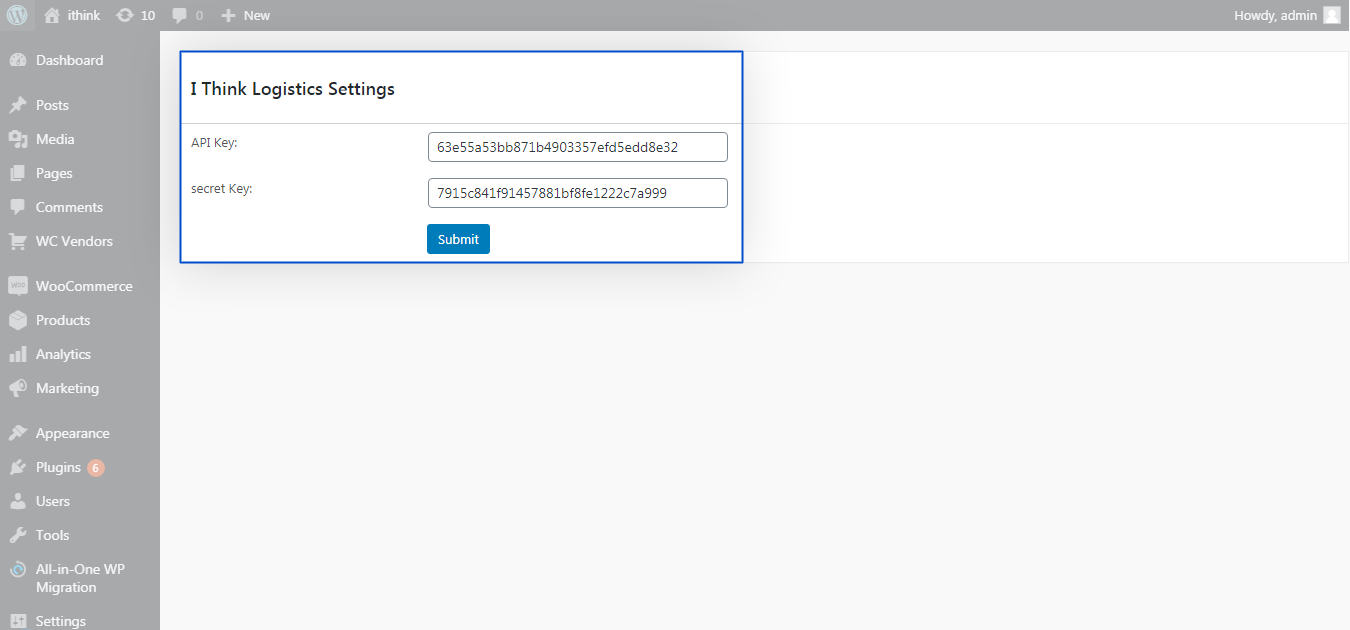 ithink 10 0 New Howdy, admin
Dashboard
Posts
Media
Pages
Comments
WC Vendors
WooCommerce
Products
Analytics
Marketing
Appearance
Plugins 6
Users
Tools
All-in-One WP
Migration
Settings
I Think Logistics Settings
API Key: 63e55a53bb871b4903357efd5edd8e32
secret Key: 7915c841f91457881bf8fe1222c7a999
Submit